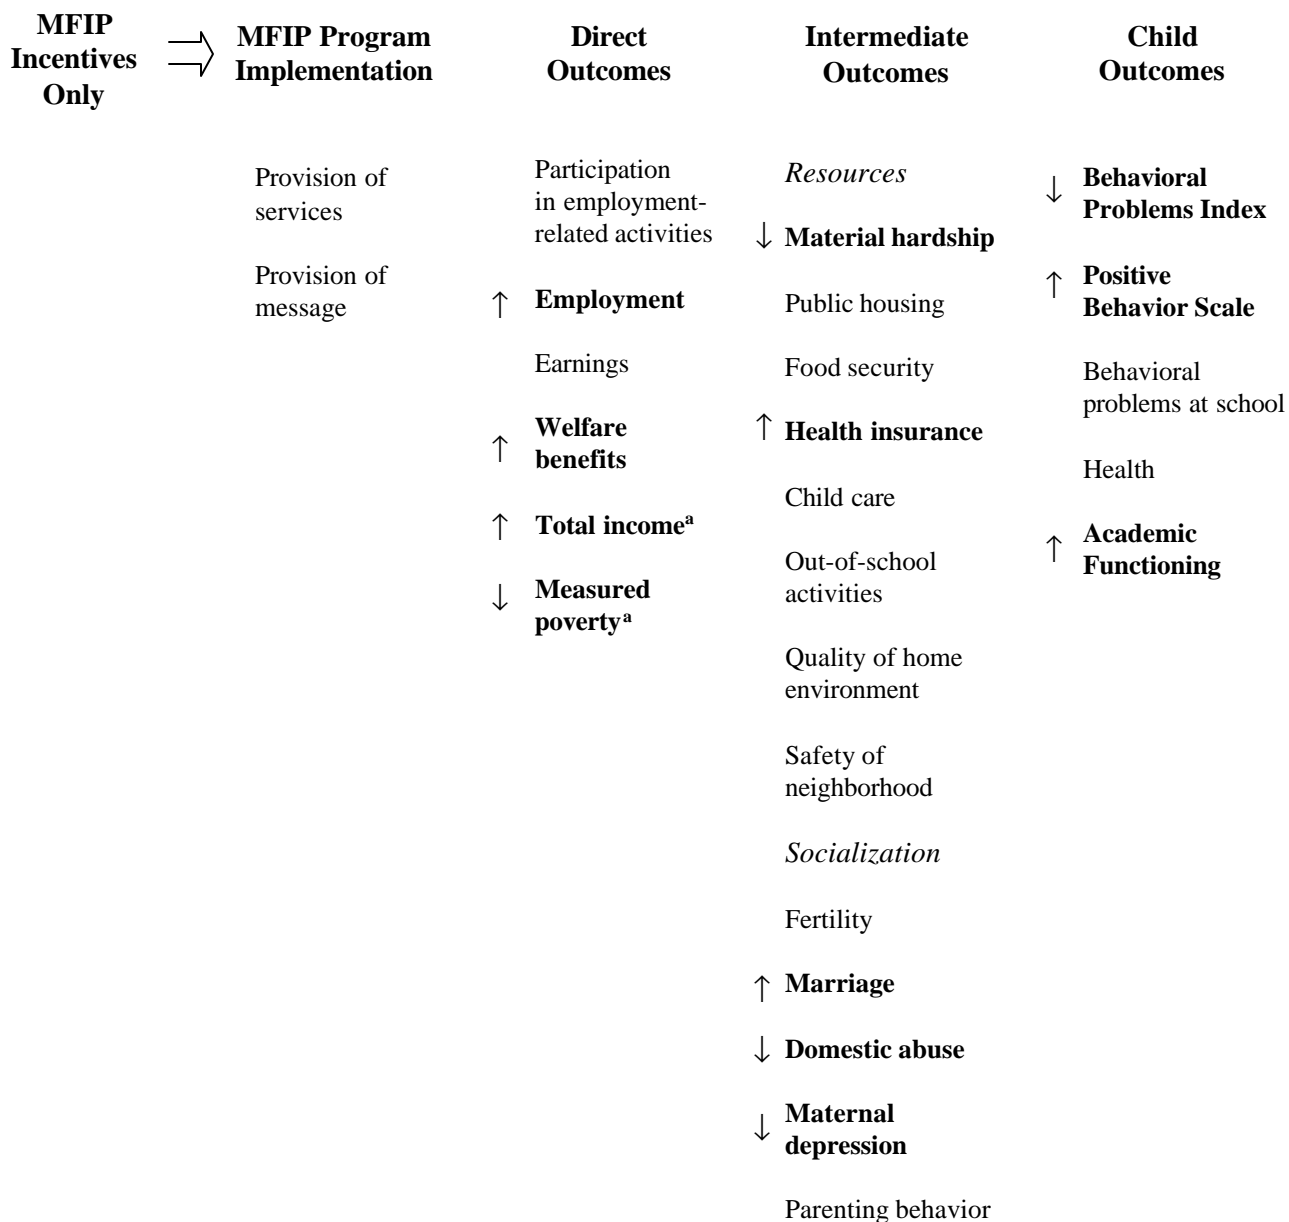 MFIP
Incentives
Only
MFIP Program
Implementation
Direct
Outcomes
Intermediate
Outcomes
Child
Outcomes
Provision of
services
Provision of
message
Participation
in employment-
related activities
↑ Employment
Earnings
↑ Welfare
benefits
↑ Total incomeᵃ
↓ Measured
povertyᵃ
Resources
↓ Material hardship
Public housing
Food security
↑ Health insurance
Child care
Out-of-school
activities
Quality of home
environment
Safety of
neighborhood
Socialization
Fertility
↑ Marriage
↓ Domestic abuse
↓ Maternal
depression
Parenting behavior
↓ Behavioral
Problems Index
↑ Positive
Behavior Scale
Behavioral
problems at school
Health
↑ Academic
Functioning